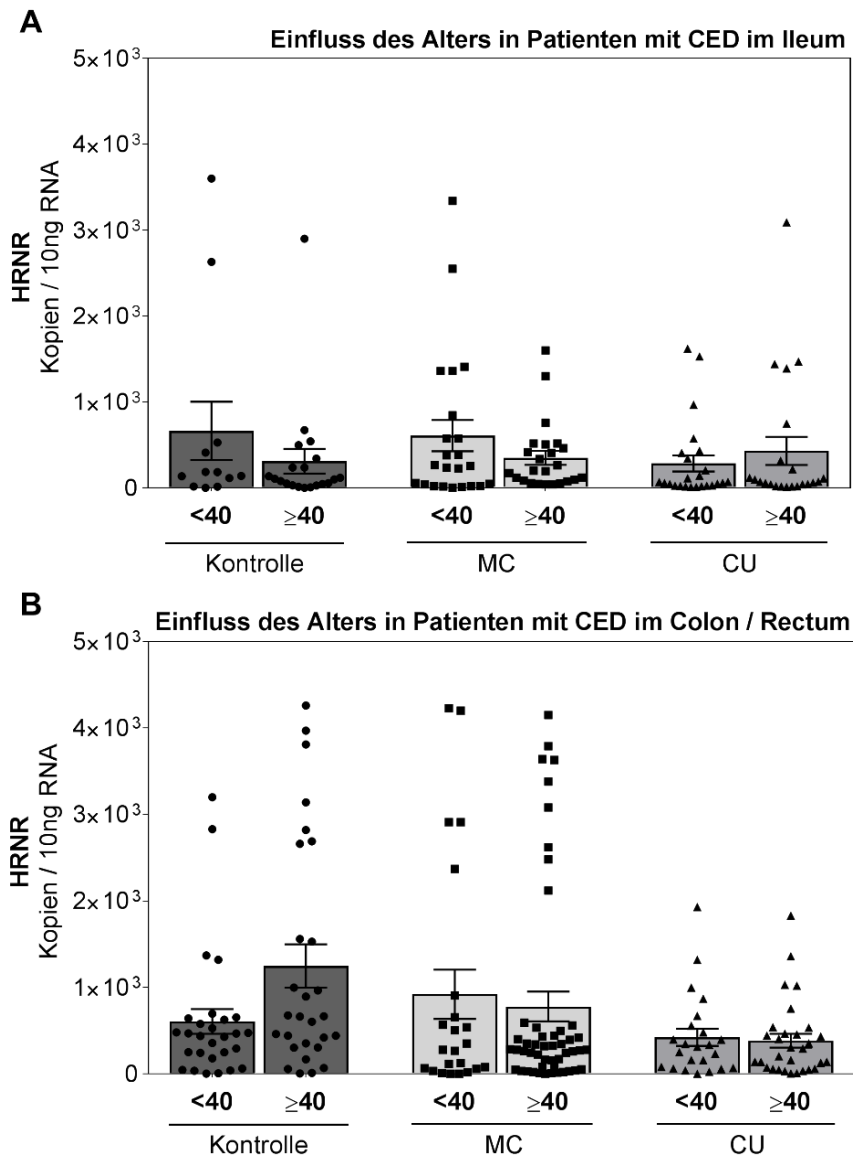 A
Einfluss des Alters in Patienten mit CED im Ileum
HRNR
Kopien / 10ng RNA
5×10³
4×10³
3×10³
2×10³
1×10³
0
<40 ≥40 <40 ≥40 <40 ≥40
Kontrolle MC CU
B
Einfluss des Alters in Patienten mit CED im Colon / Rectum
HRNR
Kopien / 10ng RNA
5×10³
4×10³
3×10³
2×10³
1×10³
0
<40 ≥40 <40 ≥40 <40 ≥40
Kontrolle MC CU